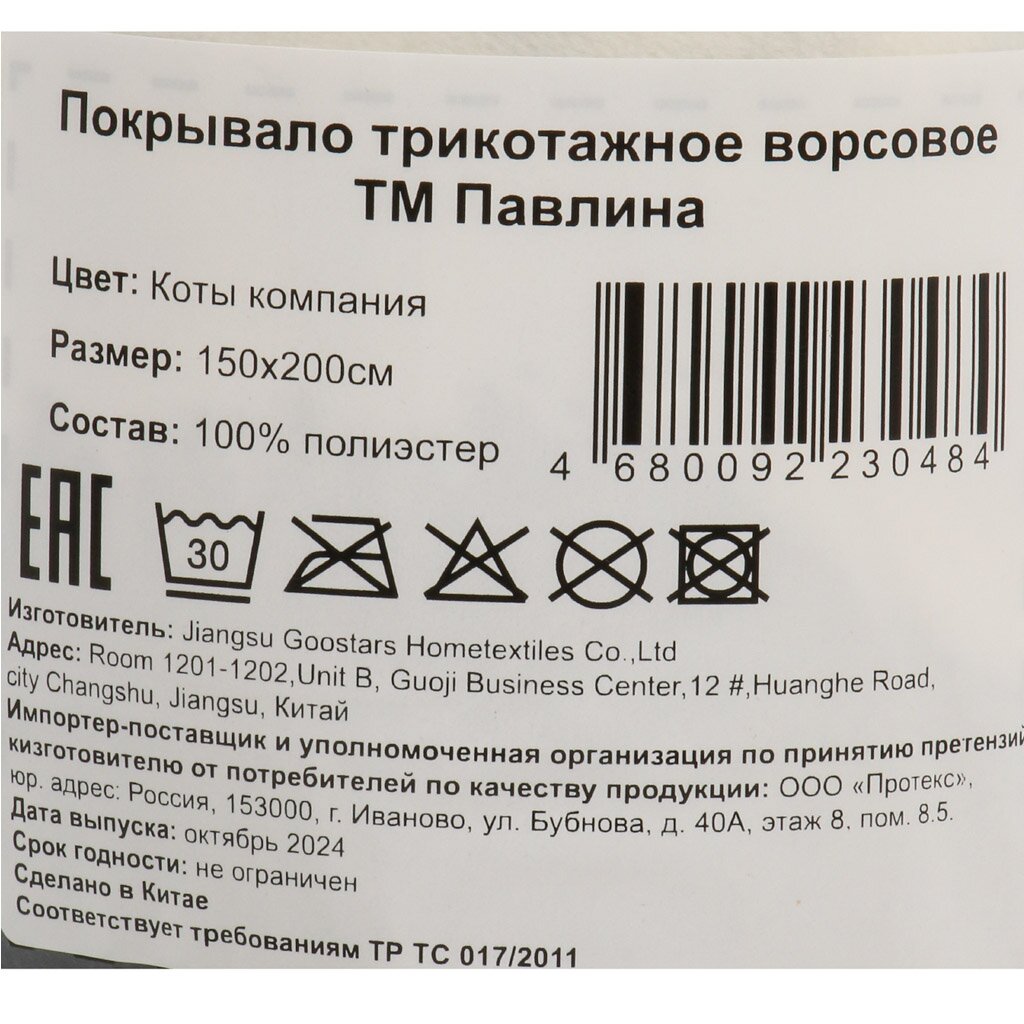 Покрывало трикотажное ворсовое
ТМ Павлина
Цвет: Коты компания
Размер: 150х200см
Состав: 100% полиэстер
4 680092 230484
EAC
30
Изготовитель: Jiangsu Goostars Hometextiles Co.,Ltd
Адрес: Room 1201-1202,Unit B, Guoji Business Center,12 #,Huanghe Road,
city Changshu, Jiangsu, Китай
Импортер-поставщик и уполномоченная организация по принятию претензий
кизготовителю от потребителей по качеству продукции: ООО «Протекс»,
юр. адрес: Россия, 153000, г. Иваново, ул. Бубнова, д. 40А, этаж 8. пом. 8.5.
Дата выпуска: октябрь 2024
Срок годности: не ограничен
Сделано в Китае
Соответствует требованиям ТР ТС 017/2011